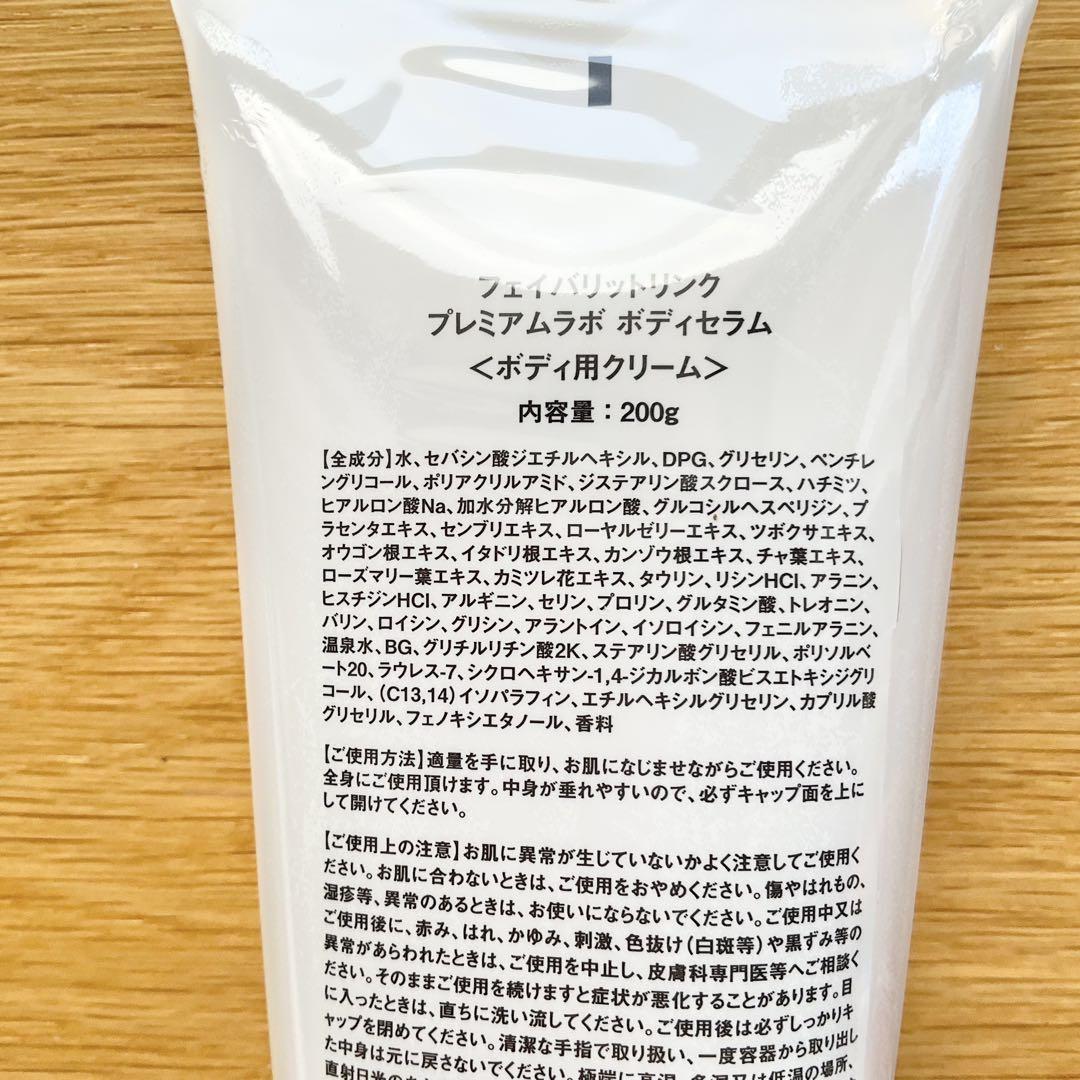 フェイバリットリンク
プレミアムラボ ボディセラム
＜ボディ用クリーム＞
内容量：200g
【全成分】水、セバシン酸ジエチルヘキシル、DPG、グリセリン、ペンチレ
ングリコール、ポリアクリルアミド、ジステアリン酸スクロース、ハチミツ、
ヒアルロン酸Na、加水分解ヒアルロン酸、グルコシルヘスペリジン、プ
ラセンタエキス、センブリエキス、ローヤルゼリーエキス、ツボクサエキス、
オウゴン根エキス、イタドリ根エキス、カンゾウ根エキス、チャ葉エキス、
ローズマリー葉エキス、カミツレ花エキス、タウリン、リシンHCl、アラニン、
ヒスチジンHCl、アルギニン、セリン、プロリン、グルタミン酸、トレオニン、
バリン、ロイシン、グリシン、アラントイン、イソロイシン、フェニルアラニン、
温泉水、BG、グリチルリチン酸2K、ステアリン酸グリセリル、ポリソルベ
ート20、ラウレス-7、シクロヘキサン-1,4-ジカルボン酸ビスエトキシジグリ
コール、（C13,14）イソパラフィン、エチルヘキシルグリセリン、カプリル酸
グリセリル、フェノキシエタノール、香料
【ご使用方法】適量を手に取り、お肌になじませながらご使用ください。
全身にご使用頂けます。中身が垂れやすいので、必ずキャップ面を上に
して開けてください。
【ご使用上の注意】お肌に異常が生じていないかよく注意してご使用く
ださい。お肌に合わないときは、ご使用をおやめください。傷やはれもの、
湿疹等、異常のあるときは、お使いにならないでください。ご使用中又は
ご使用後に、赤み、はれ、かゆみ、刺激、色抜け（白斑等）や黒ずみ等の
異常があらわれたときは、ご使用を中止し、皮膚科専門医等へご相談く
ださい。そのままご使用を続けますと症状が悪化することがあります。目
に入ったときは、直ちに洗い流してください。ご使用後は必ずしっかりキ
ャップを閉めてください。清潔な手指で取り扱い、一度容器から取り出し
た中身は元に戻さないでください。極端に高温、多湿又は低温の場所、
直射日光の